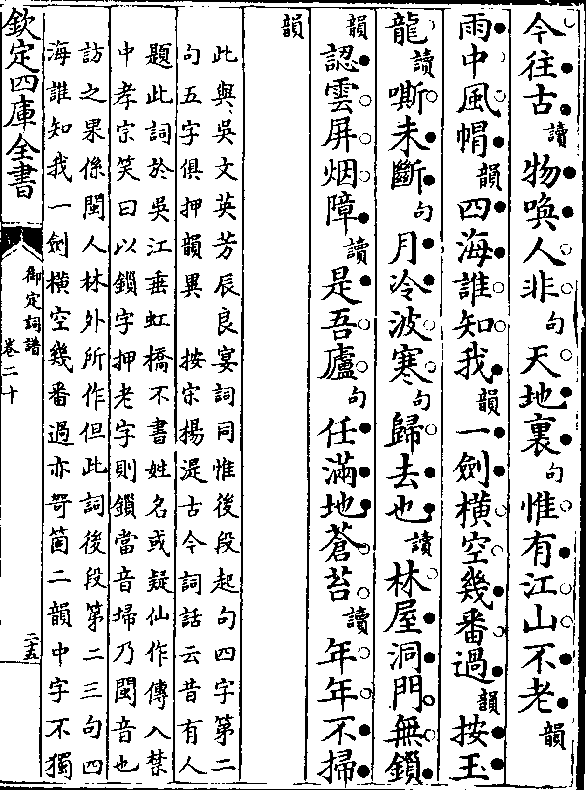 今往古讀物喚人非句天地裏句惟有江山不老韻
雨中風帽韻四海誰知我韻一劍橫空幾番過韻按玉
龍讀嘶未斷句月冷波寒句歸去也讀林屋洞門無鎖
韻認雲屏烟障讀是吾廬句任滿地蒼苔讀年年不掃
韻
此與吳文英芳辰良宴詞同惟後段起句四字第二
句五字俱押韻異　按宋楊湜古今詞話云昔有人
題此詞於吳江垂虹橋不書姓名或疑仙作傳入禁
中孝宗笑曰以鎖字押老字則鎖當音埽乃閩音也
訪之果係閩人林外所作但此詞後段第二三句四
海誰知我一劍橫空幾番過亦哿箇二韻中字不獨
欽定四庫全書
御定詞譜
卷二十
二五